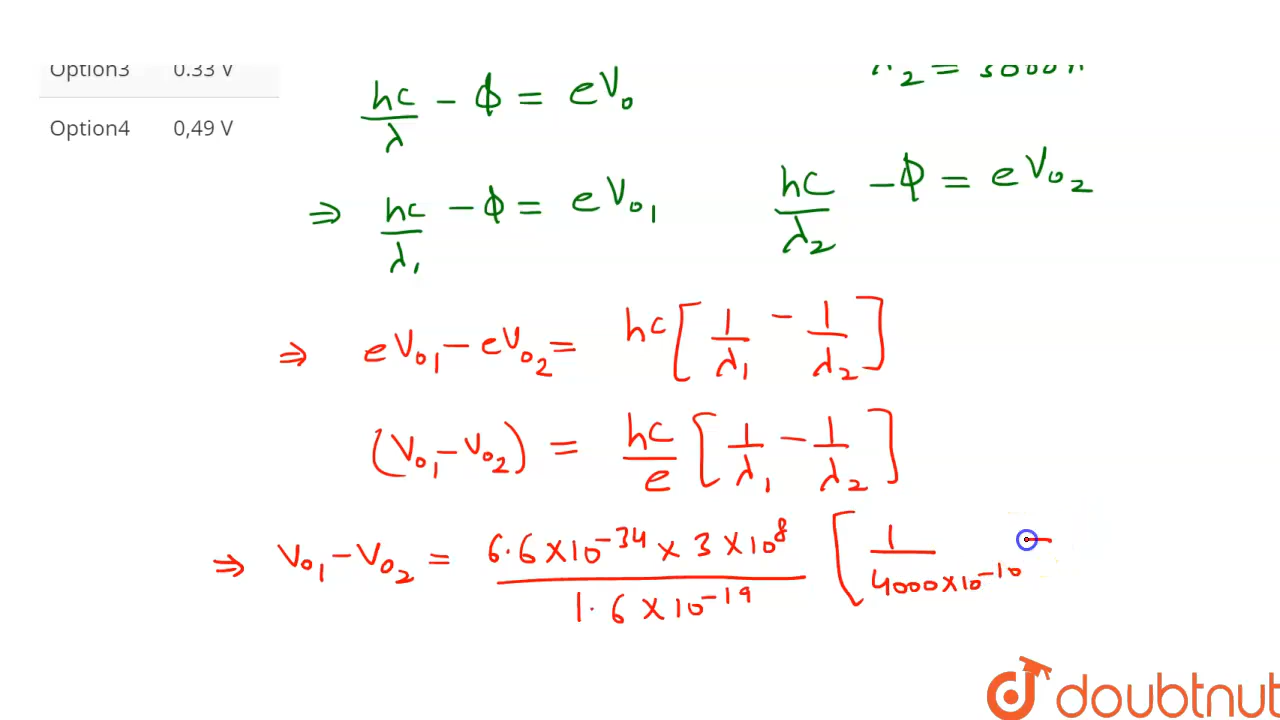 Option3 0.33 V
Option4 0,49 V
hc/λ - ϕ = eV₀
⇒ hc/λ₁ - ϕ = eV₀₁
hc/λ₂ - ϕ = eV₀₂
⇒ eV₀₁ - eV₀₂ = hc[1/λ₁ - 1/λ₂]
(V₀₁ - V₀₂) = hc/e [1/λ₁ - 1/λ₂]
⇒ V₀₁ - V₀₂ = 6.6 × 10⁻³⁴ × 3 × 10⁸ / 1.6 × 10⁻¹⁹ [1/4000×10⁻¹⁰ -
doubtnut